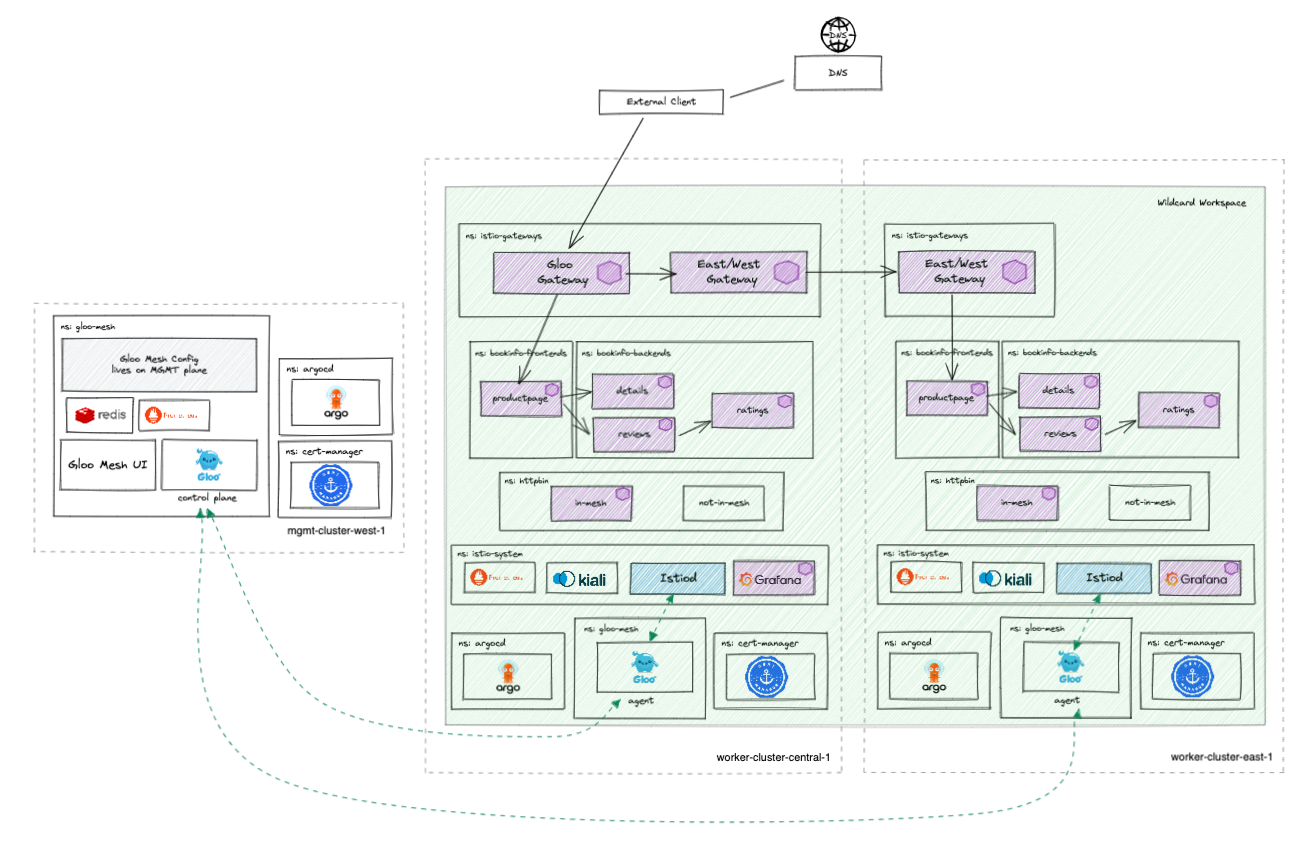 DNS
DNS
External Client
Wildcard Workspace
ns: istio-gateways
Gloo
Gateway
East/West
Gateway
ns: istio-gateways
East/West
Gateway
ns: gloo-mesh
Gloo Mesh Config
lives on MGMT plane
redis
Gloo Mesh UI
Gloo
control plane
ns: argocd
argo
ns: cert-manager
CERT
MANAGER
mgmt-cluster-west-1
ns: bookinfo-frontends
productpage
ns: bookinfo-backends
details
reviews
ratings
ns: httpbin
in-mesh
not-in-mesh
ns: istio-system
kiali
Istiod
Grafana
ns: argocd
argo
ns: gloo-mesh
Gloo
agent
ns: cert-manager
CERT
MANAGER
worker-cluster-central-1
ns: bookinfo-frontends
productpage
ns: bookinfo-backends
details
reviews
ratings
ns: httpbin
in-mesh
not-in-mesh
ns: istio-system
kiali
Istiod
Grafana
ns: argocd
argo
ns: gloo-mesh
Gloo
agent
ns: cert-manager
CERT
MANAGER
worker-cluster-east-1